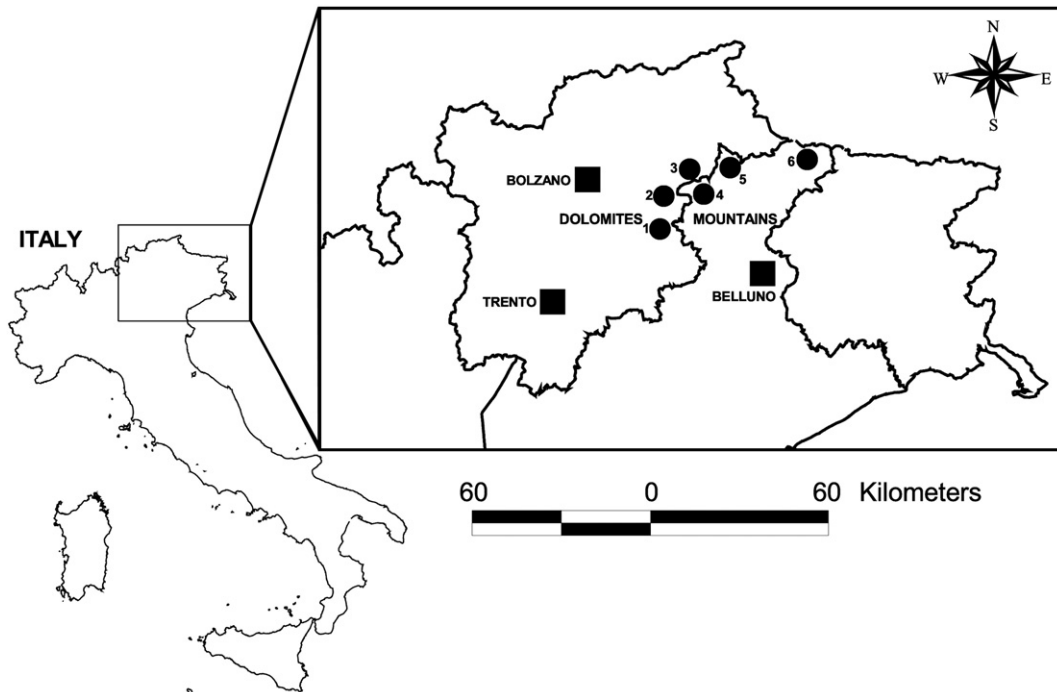 N
W E
S
ITALY
BOLZANO
3
5
6
2
4
DOLOMITES MOUNTAINS
1
TRENTO
BELLUNO
60 0 60 Kilometers